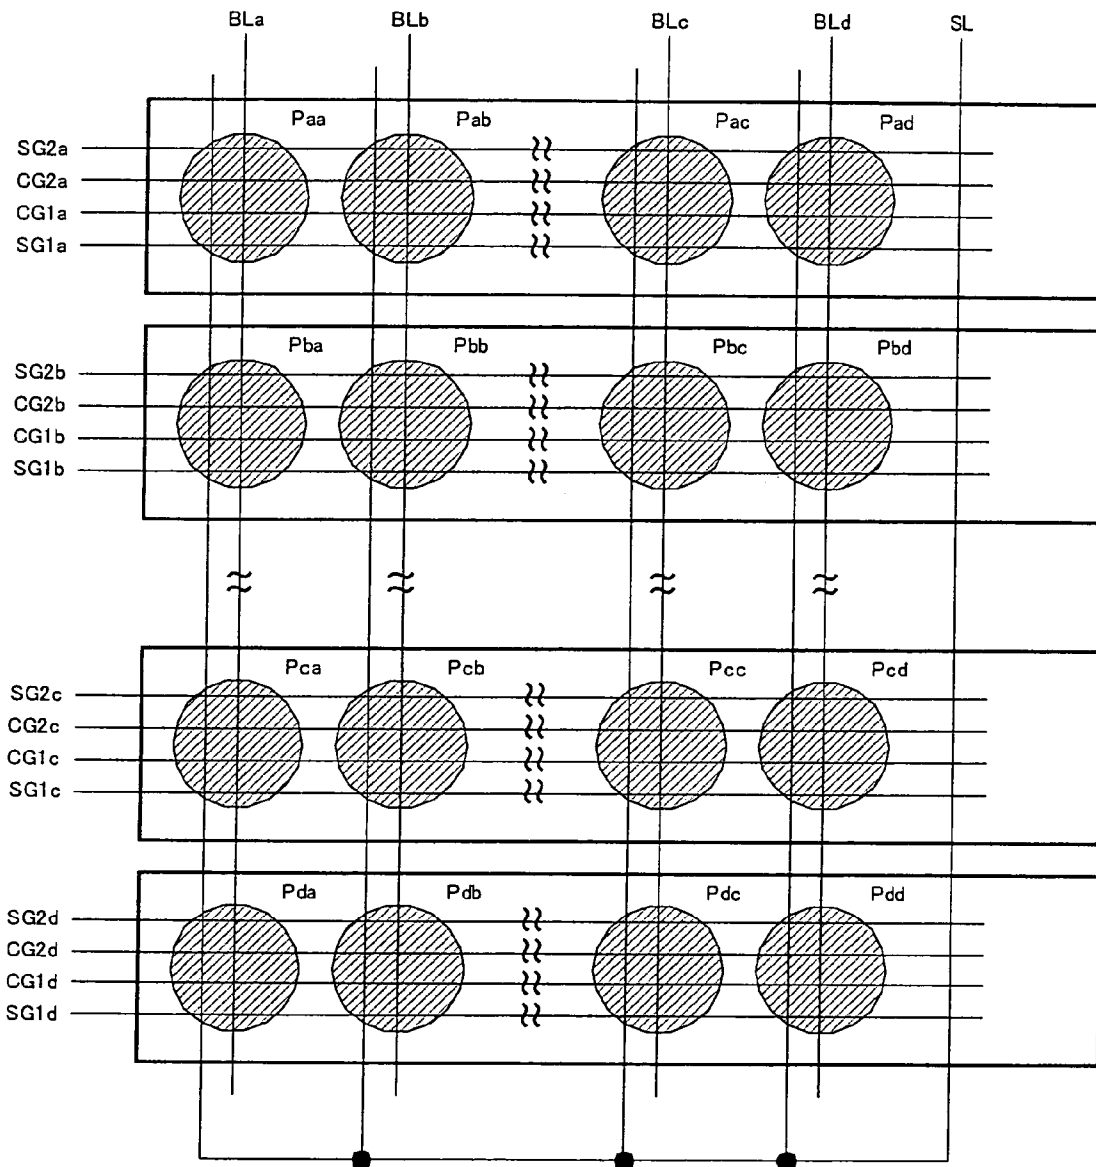 BLa BLb BLc BLd SL
Paa Pab Pac Pad
SG2a
CG2a
CG1a
SG1a
Pba Pbb Pbc Pbd
SG2b
CG2b
CG1b
SG1b
Pca Pcb Pcc Pcd
SG2c
CG2c
CG1c
SG1c
Pda Pdb Pdc Pdd
SG2d
CG2d
CG1d
SG1d